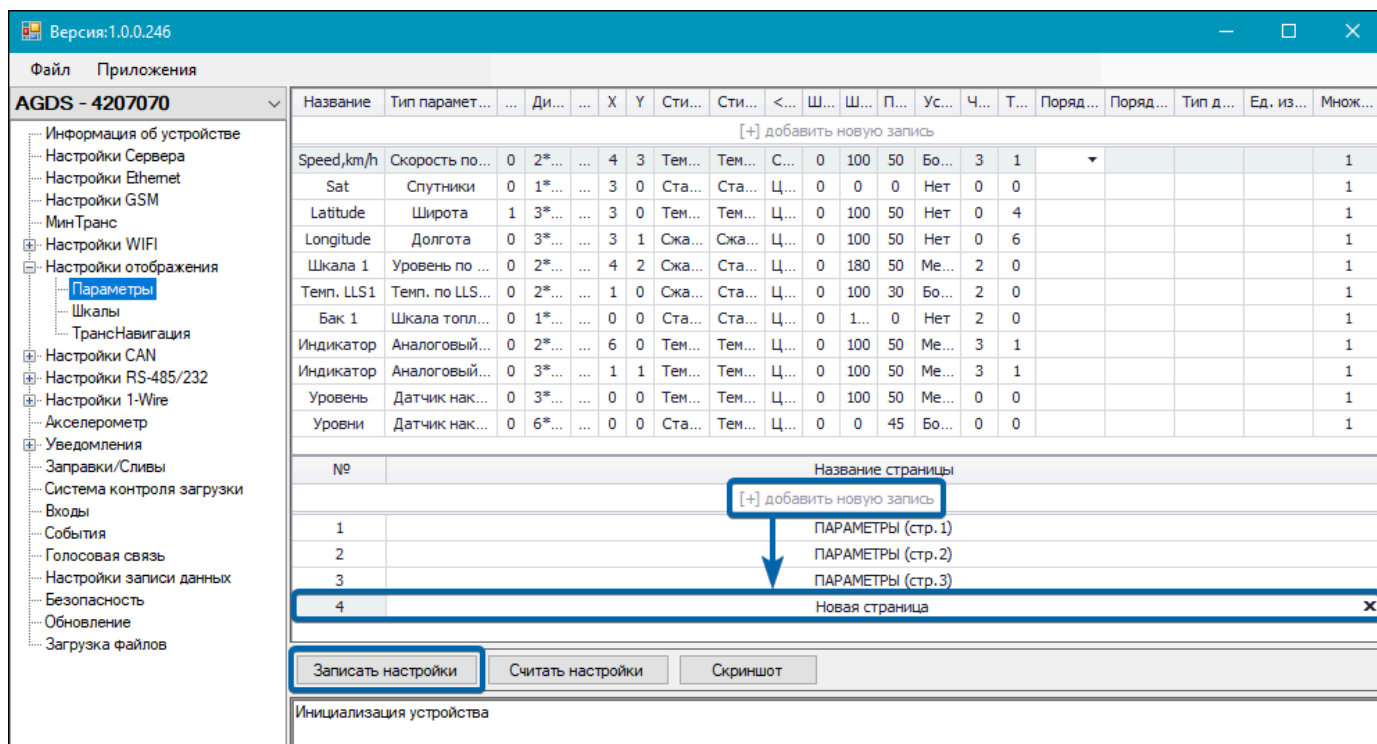 Версия:1.0.0.246
Файл Приложения
AGDS - 4207070
Информация об устройстве
Настройки Сервера
Настройки Ethernet
Настройки GSM
МинТранс
Настройки WIFI
Настройки отображения
Параметры
Шкалы
ТрансНавигация
Настройки CAN
Настройки RS-485/232
Настройки 1-Wire
Акселерометр
Уведомления
Заправки/Сливы
Система контроля загрузки
Входы
События
Голосовая связь
Настройки записи данных
Безопасность
Обновление
Загрузка файлов
Название Тип парамет... ... Ди... ... X Y Сти... Сти... <... Ш... Ш... П... Ус... Ч... Т... Поряд... Поряд... Тип д... Ед. из... Множ...
[+] добавить новую запись
Speed,km/h Скорость по... 0 2*... ... 4 3 Тем... Тем... С... 0 100 50 Бо... 3 1 1
Sat Спутники 0 1*... ... 3 0 Ста... Ста... Ц... 0 0 0 Нет 0 0 1
Latitude Широта 1 3*... ... 3 0 Тем... Тем... Ц... 0 100 50 Нет 0 4 1
Longitude Долгота 0 3*... ... 3 1 Сжа... Сжа... Ц... 0 100 50 Нет 0 6 1
Шкала 1 Уровень по ... 0 2*... ... 4 2 Сжа... Ста... Ц... 0 180 50 Ме... 2 0 1
Темп. LLS1 Темп. по LLS... 0 2*... ... 1 0 Сжа... Ста... Ц... 0 100 30 Бо... 2 0 1
Бак 1 Шкала топл... 0 1*... ... 0 0 Ста... Ста... Ц... 0 1... 0 Нет 2 0 1
Индикатор Аналоговый... 0 2*... ... 6 0 Тем... Тем... Ц... 0 100 50 Ме... 3 1 1
Индикатор Аналоговый... 0 3*... ... 1 1 Тем... Тем... Ц... 0 100 50 Ме... 3 1 1
Уровень Датчик нак... 0 3*... ... 0 0 Тем... Тем... Ц... 0 100 50 Ме... 0 0 1
Уровни Датчик нак... 0 6*... ... 0 0 Ста... Тем... Ц... 0 0 45 Бо... 0 0 1
№ Название страницы
[+] добавить новую запись
1 ПАРАМЕТРЫ (стр.1)
2 ПАРАМЕТРЫ (стр.2)
3 ПАРАМЕТРЫ (стр.3)
4 Новая страница x
Записать настройки Считать настройки Скриншот
Инициализация устройства